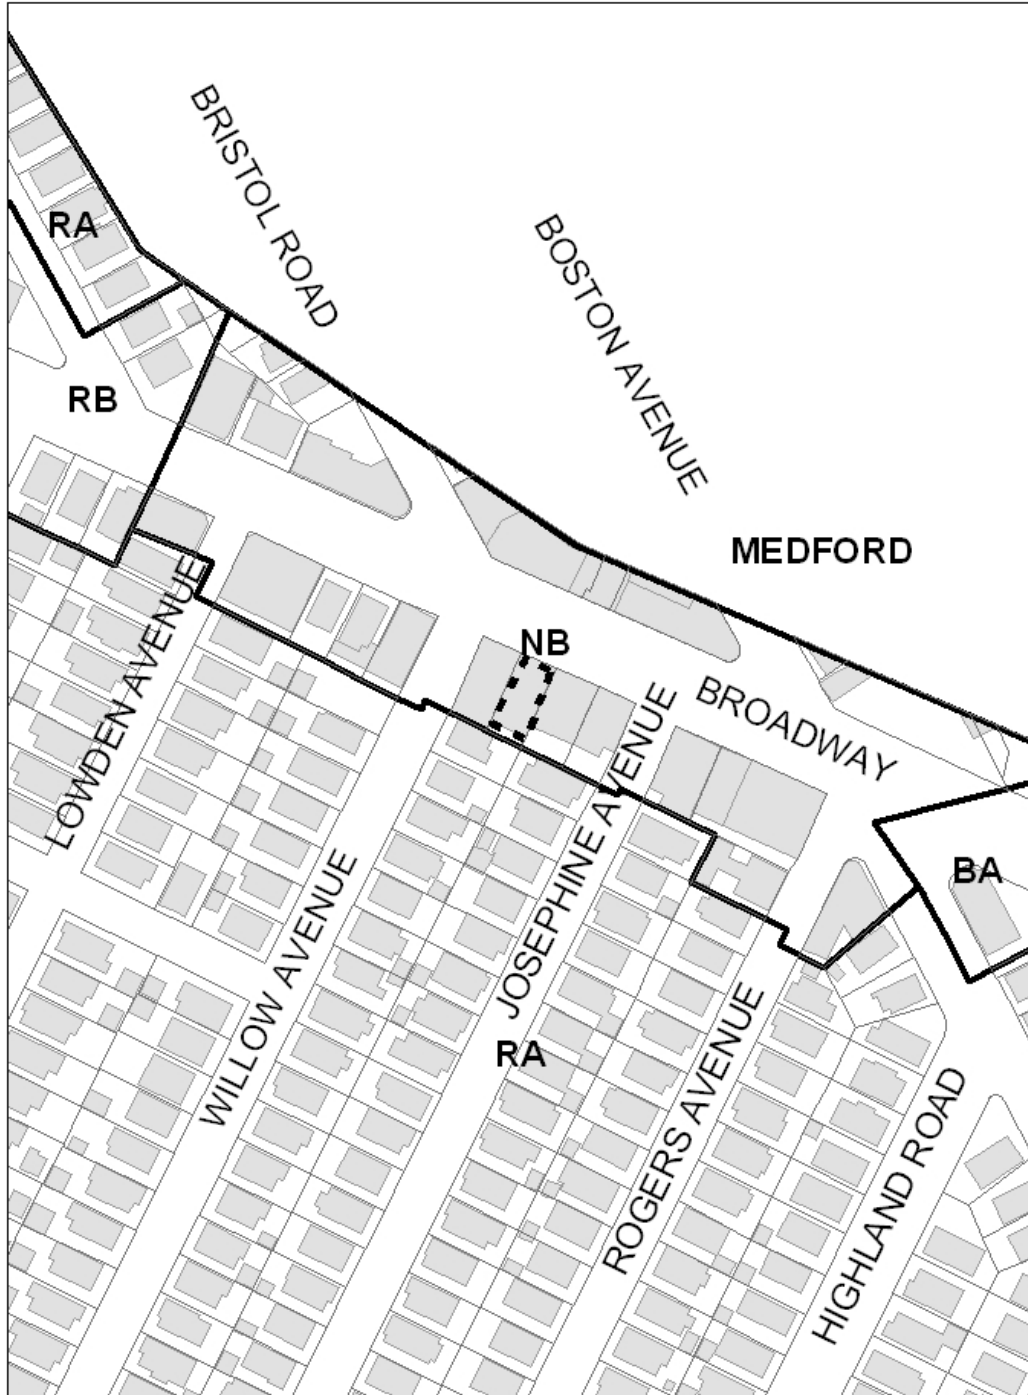 BRISTOL ROAD
BOSTON AVENUE
RA
RB
MEDFORD
NB
BROADWAY
LOWDEN AVENUE
JOSEPHINE AVENUE
BA
WILLOW AVENUE
RA
ROGERS AVENUE
HIGHLAND ROAD